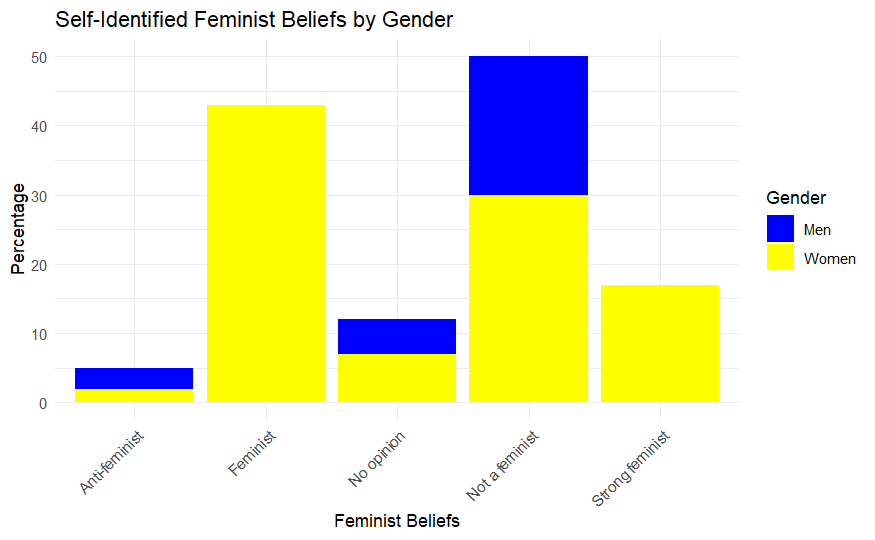 Self-Identified Feminist Beliefs by Gender
50
40
30
20
10
0
Percentage
Anti-feminist
Feminist
No opinion
Not a feminist
Strong feminist
Feminist Beliefs
Gender
Men
Women